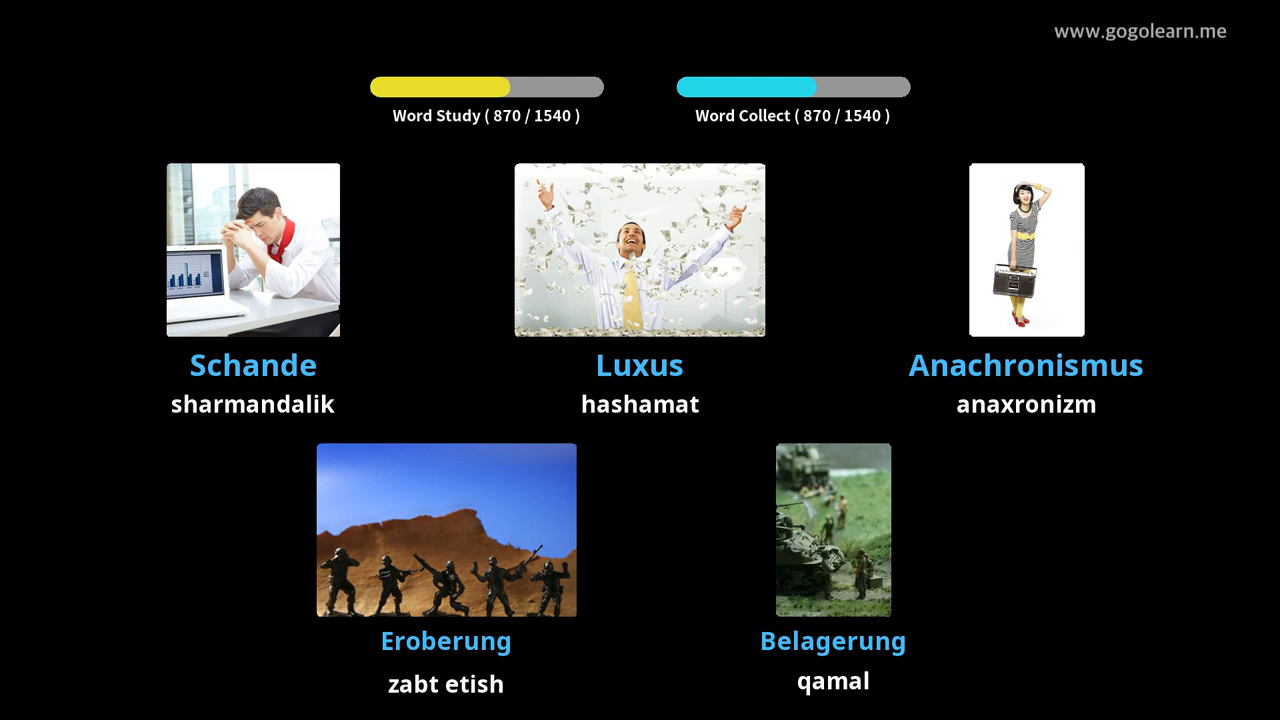 www.gogolearn.me
Word Study ( 870 / 1540 )
Word Collect ( 870 / 1540 )
Schande
sharmandalik
Luxus
hashamat
Anachronismus
anaxronizm
Eroberung
zabt etish
Belagerung
qamal